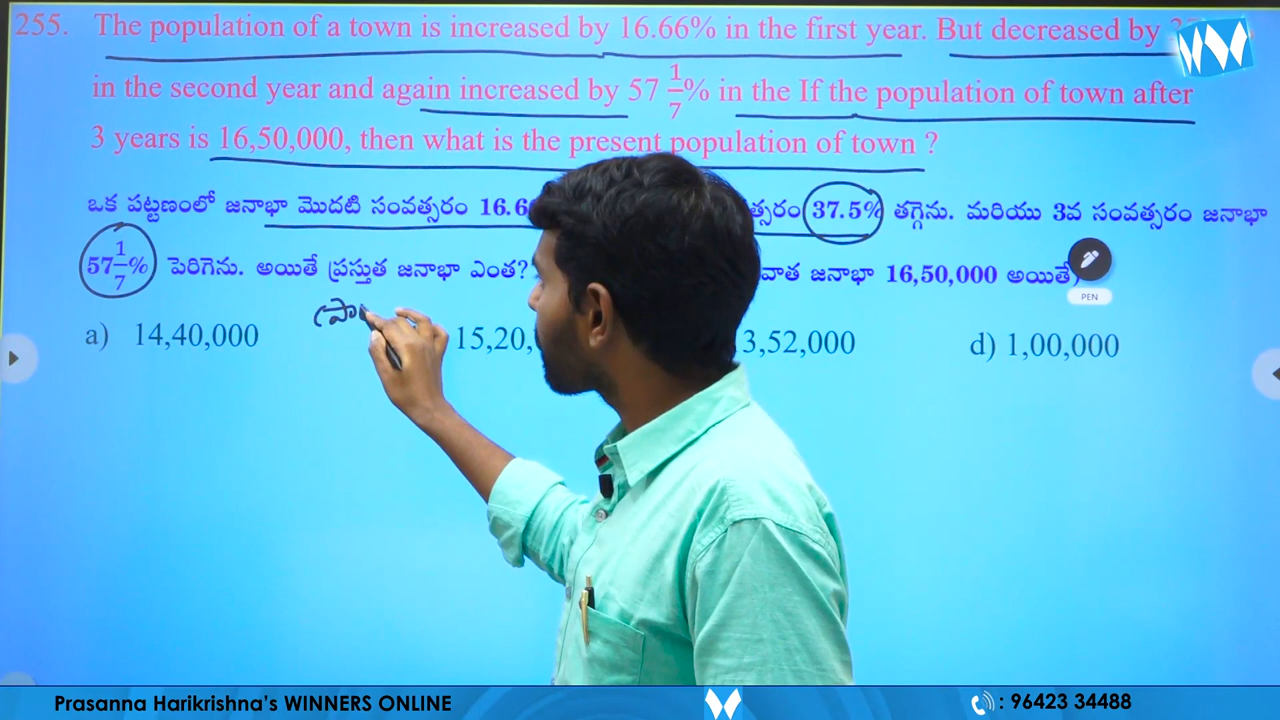 255. The population of a town is increased by 16.66% in the first year. But decreased by
in the second year and again increased by 57 1/7% in the If the population of town after
3 years is 16,50,000, then what is the present population of town ?
ఒక పట్టణంలో జనాభా మొదటి సంవత్సరం 16.6 37.5% తగ్గెను. మరియు 3వ సంవత్సరం జనాభా
57 1/7% పెరిగెను. అయితే ప్రస్తుత జనాభా ఎంత? జనాభా 16,50,000 అయితే)
PEN
a) 14,40,000 15,20, 3,52,000 d) 1,00,000
Prasanna Harikrishna's WINNERS ONLINE : 96423 34488